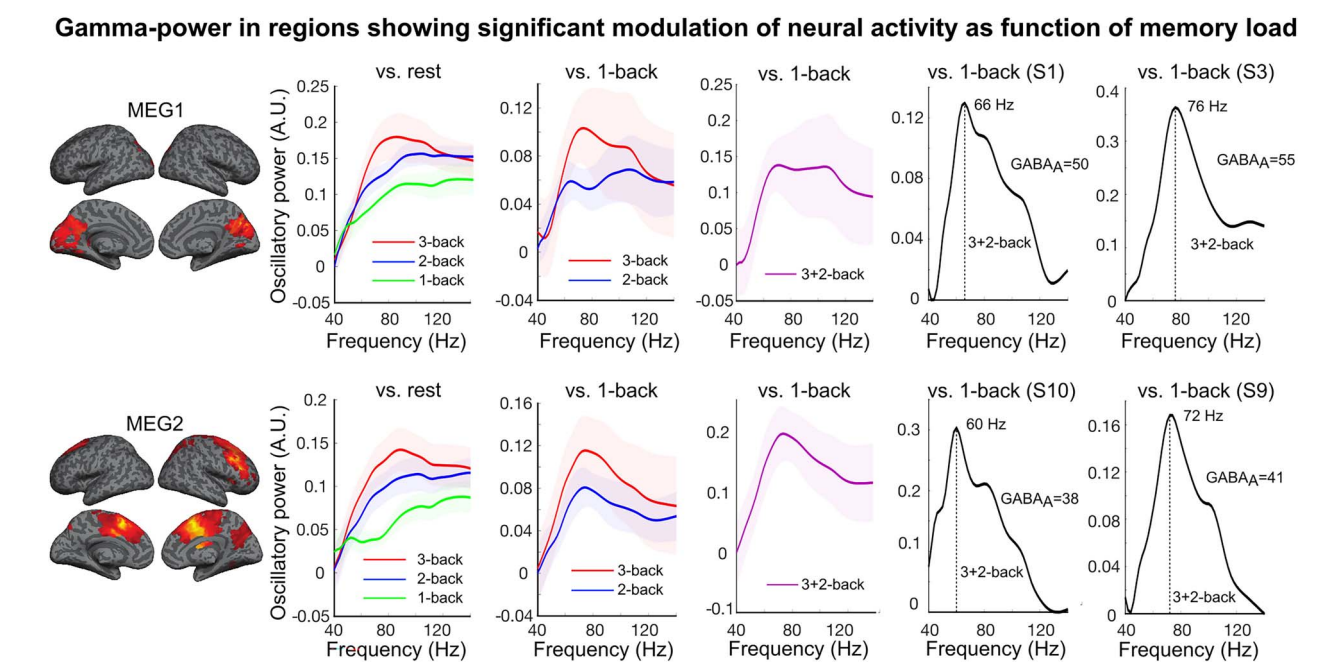 Gamma-power in regions showing significant modulation of neural activity as function of memory load
MEG1
vs. rest
Oscillatory power (A.U.)
0.25
0.2
0.15
0.1
0.05
0
-0.05
3-back
2-back
1-back
40 80 120
Frequency (Hz)
vs. 1-back
0.12
0.08
0.04
0
-0.04
3-back
2-back
40 80 120
Frequency (Hz)
vs. 1-back
0.25
0.2
0.15
0.1
0.05
0
-0.05
3+2-back
40 80 120
Frequency (Hz)
vs. 1-back (S1)
0.12
0.08
0.04
0
66 Hz
GABAA=50
3+2-back
40 80 120
Frequency (Hz)
vs. 1-back (S3)
0.4
0.3
0.2
0.1
0
76 Hz
GABAA=55
3+2-back
40 80 120
Frequency (Hz)
MEG2
vs. rest
Oscillatory power (A.U.)
0.2
0.15
0.1
0.05
0
-0.05
3-back
2-back
1-back
40 80 120
Frequency (Hz)
vs. 1-back
0.16
0.12
0.08
0.04
0
-0.04
3-back
2-back
40 80 120
Frequency (Hz)
vs. 1-back
0.2
0.1
0
-0.1
3+2-back
40 80 120
Frequency (Hz)
vs. 1-back (S10)
0.3
0.2
0.1
0
60 Hz
GABAA=38
3+2-back
40 80 120
Frequency (Hz)
vs. 1-back (S9)
0.16
0.12
0.08
0.04
0
72 Hz
GABAA=41
3+2-back
40 80 120
Frequency (Hz)